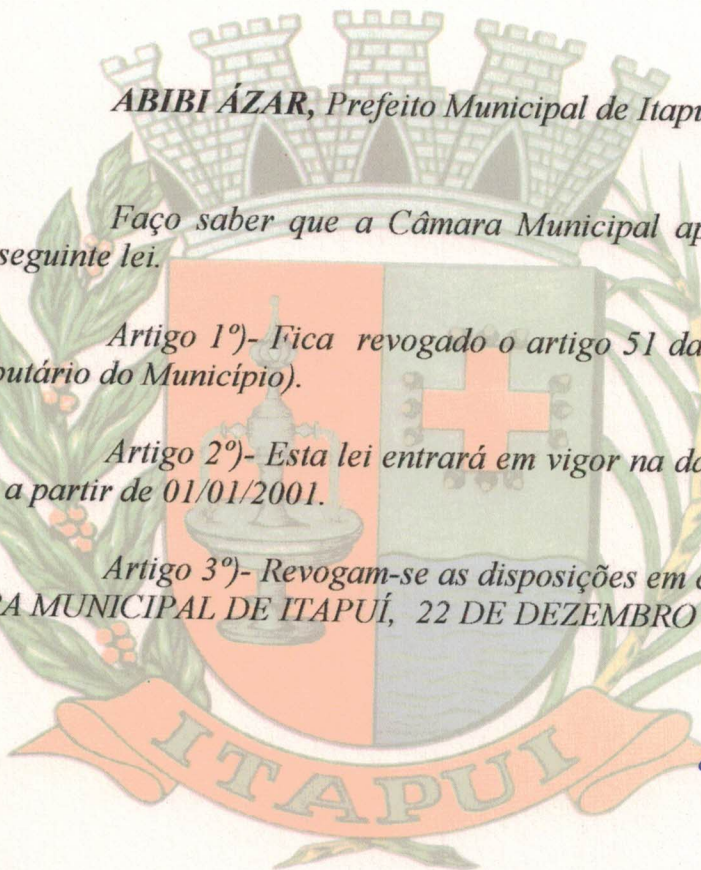 ABIBI ÁZAR, Prefeito Municipal de Itapu
Faço saber que a Câmara Municipal ap
seguinte lei.
Artigo 1º)- Fica revogado o artigo 51 da
butário do Município).
Artigo 2º)- Esta lei entrará em vigor na da
a partir de 01/01/2001.
Artigo 3º)- Revogam-se as disposições em
RA MUNICIPAL DE ITAPUÍ, 22 DE DEZEMBRO
ITAPUI